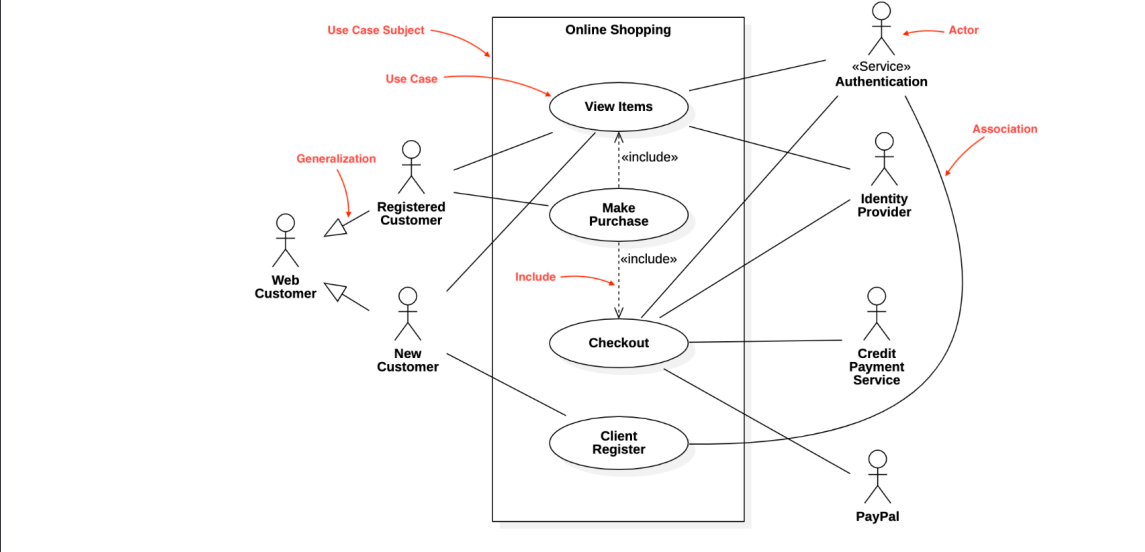 Online Shopping
Use Case Subject
Actor
«Service»
Authentication
Use Case
View Items
Association
Generalization
«include»
Registered
Customer
Identity
Provider
Make
Purchase
«include»
Include
Web
Customer
Checkout
New
Customer
Credit
Payment
Service
Client
Register
PayPal